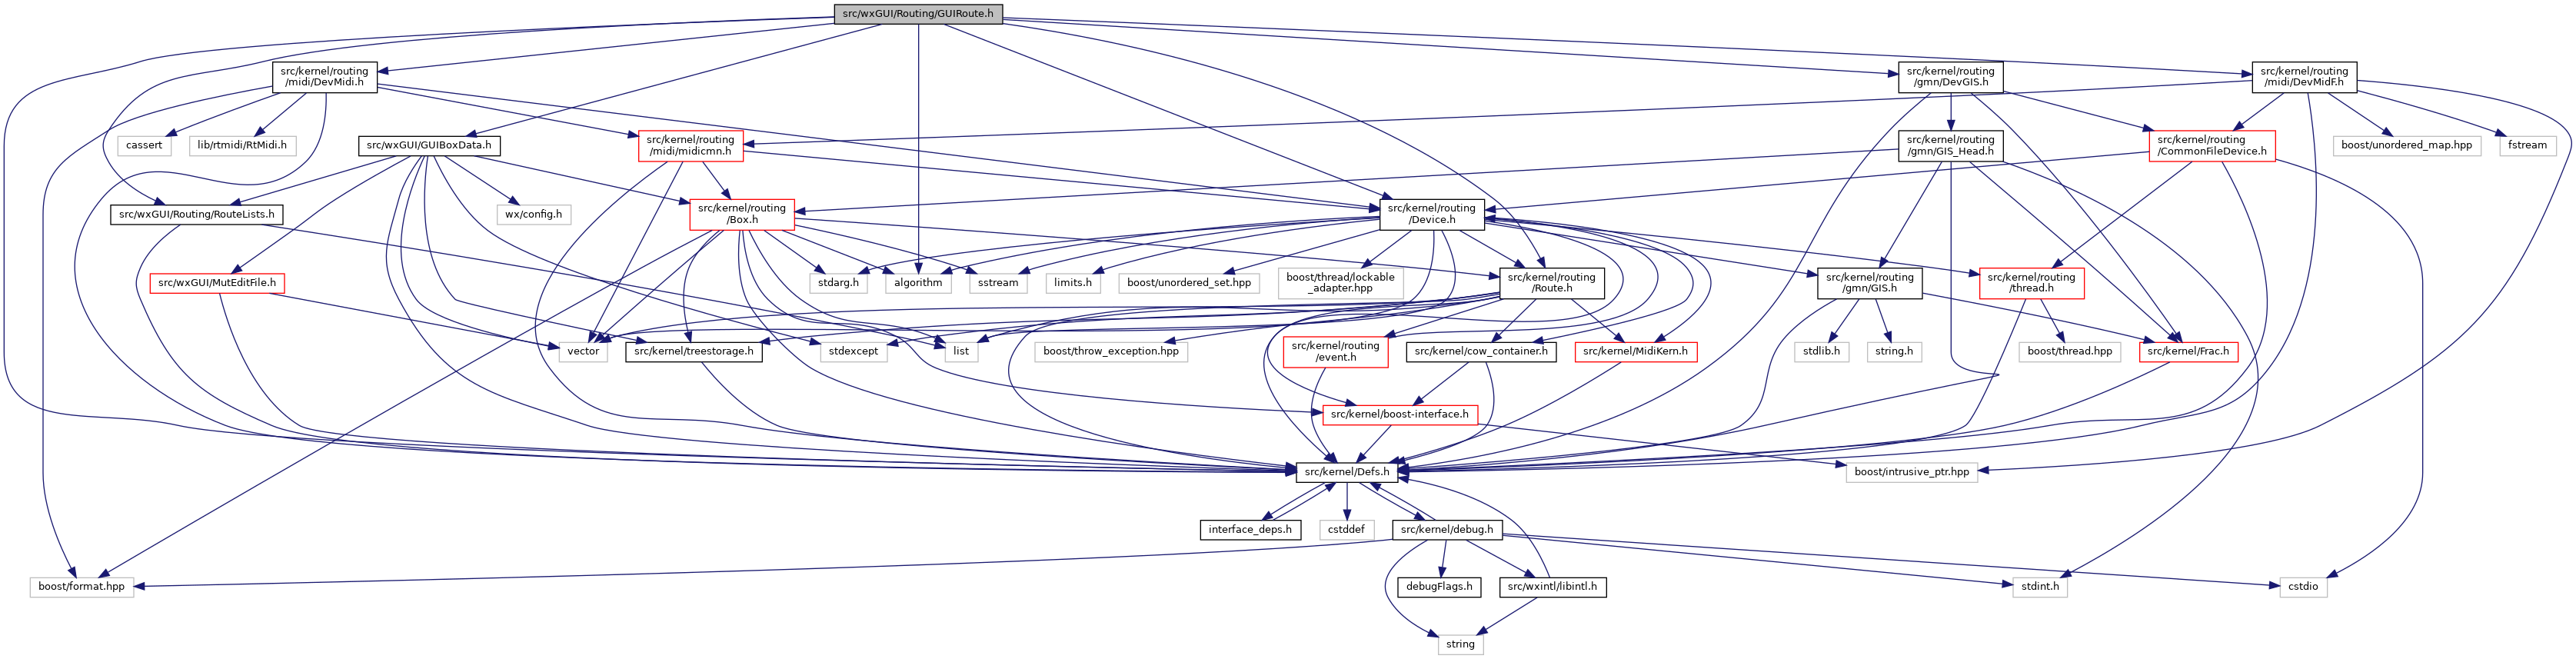 src/wxGUI/Routing/GUIRoute.h
src/kernel/routing
/midi/DevMidi.h
src/kernel/routing
/gmn/DevGIS.h
src/kernel/routing
/midi/DevMidF.h
cassert
lib/rtmidi/RtMidi.h
src/wxGUI/GUIBoxData.h
src/kernel/routing
/midi/midicmn.h
src/kernel/routing
/gmn/GIS_Head.h
src/kernel/routing
/CommonFileDevice.h
boost/unordered_map.hpp
fstream
src/wxGUI/Routing/RouteLists.h
wx/config.h
src/kernel/routing
/Box.h
src/kernel/routing
/Device.h
src/wxGUI/MutEditFile.h
stdarg.h
algorithm
sstream
limits.h
boost/unordered_set.hpp
boost/thread/lockable
_adapter.hpp
src/kernel/routing
/Route.h
src/kernel/routing
/gmn/GIS.h
src/kernel/routing
/thread.h
vector
src/kernel/treestorage.h
stdexcept
list
boost/throw_exception.hpp
src/kernel/routing
/event.h
src/kernel/cow_container.h
src/kernel/MidiKern.h
stdlib.h
string.h
boost/thread.hpp
src/kernel/Frac.h
src/kernel/boost-interface.h
src/kernel/Defs.h
boost/intrusive_ptr.hpp
interface_deps.h
cstddef
src/kernel/debug.h
boost/format.hpp
debugFlags.h
src/wxintl/libintl.h
stdint.h
cstdio
string